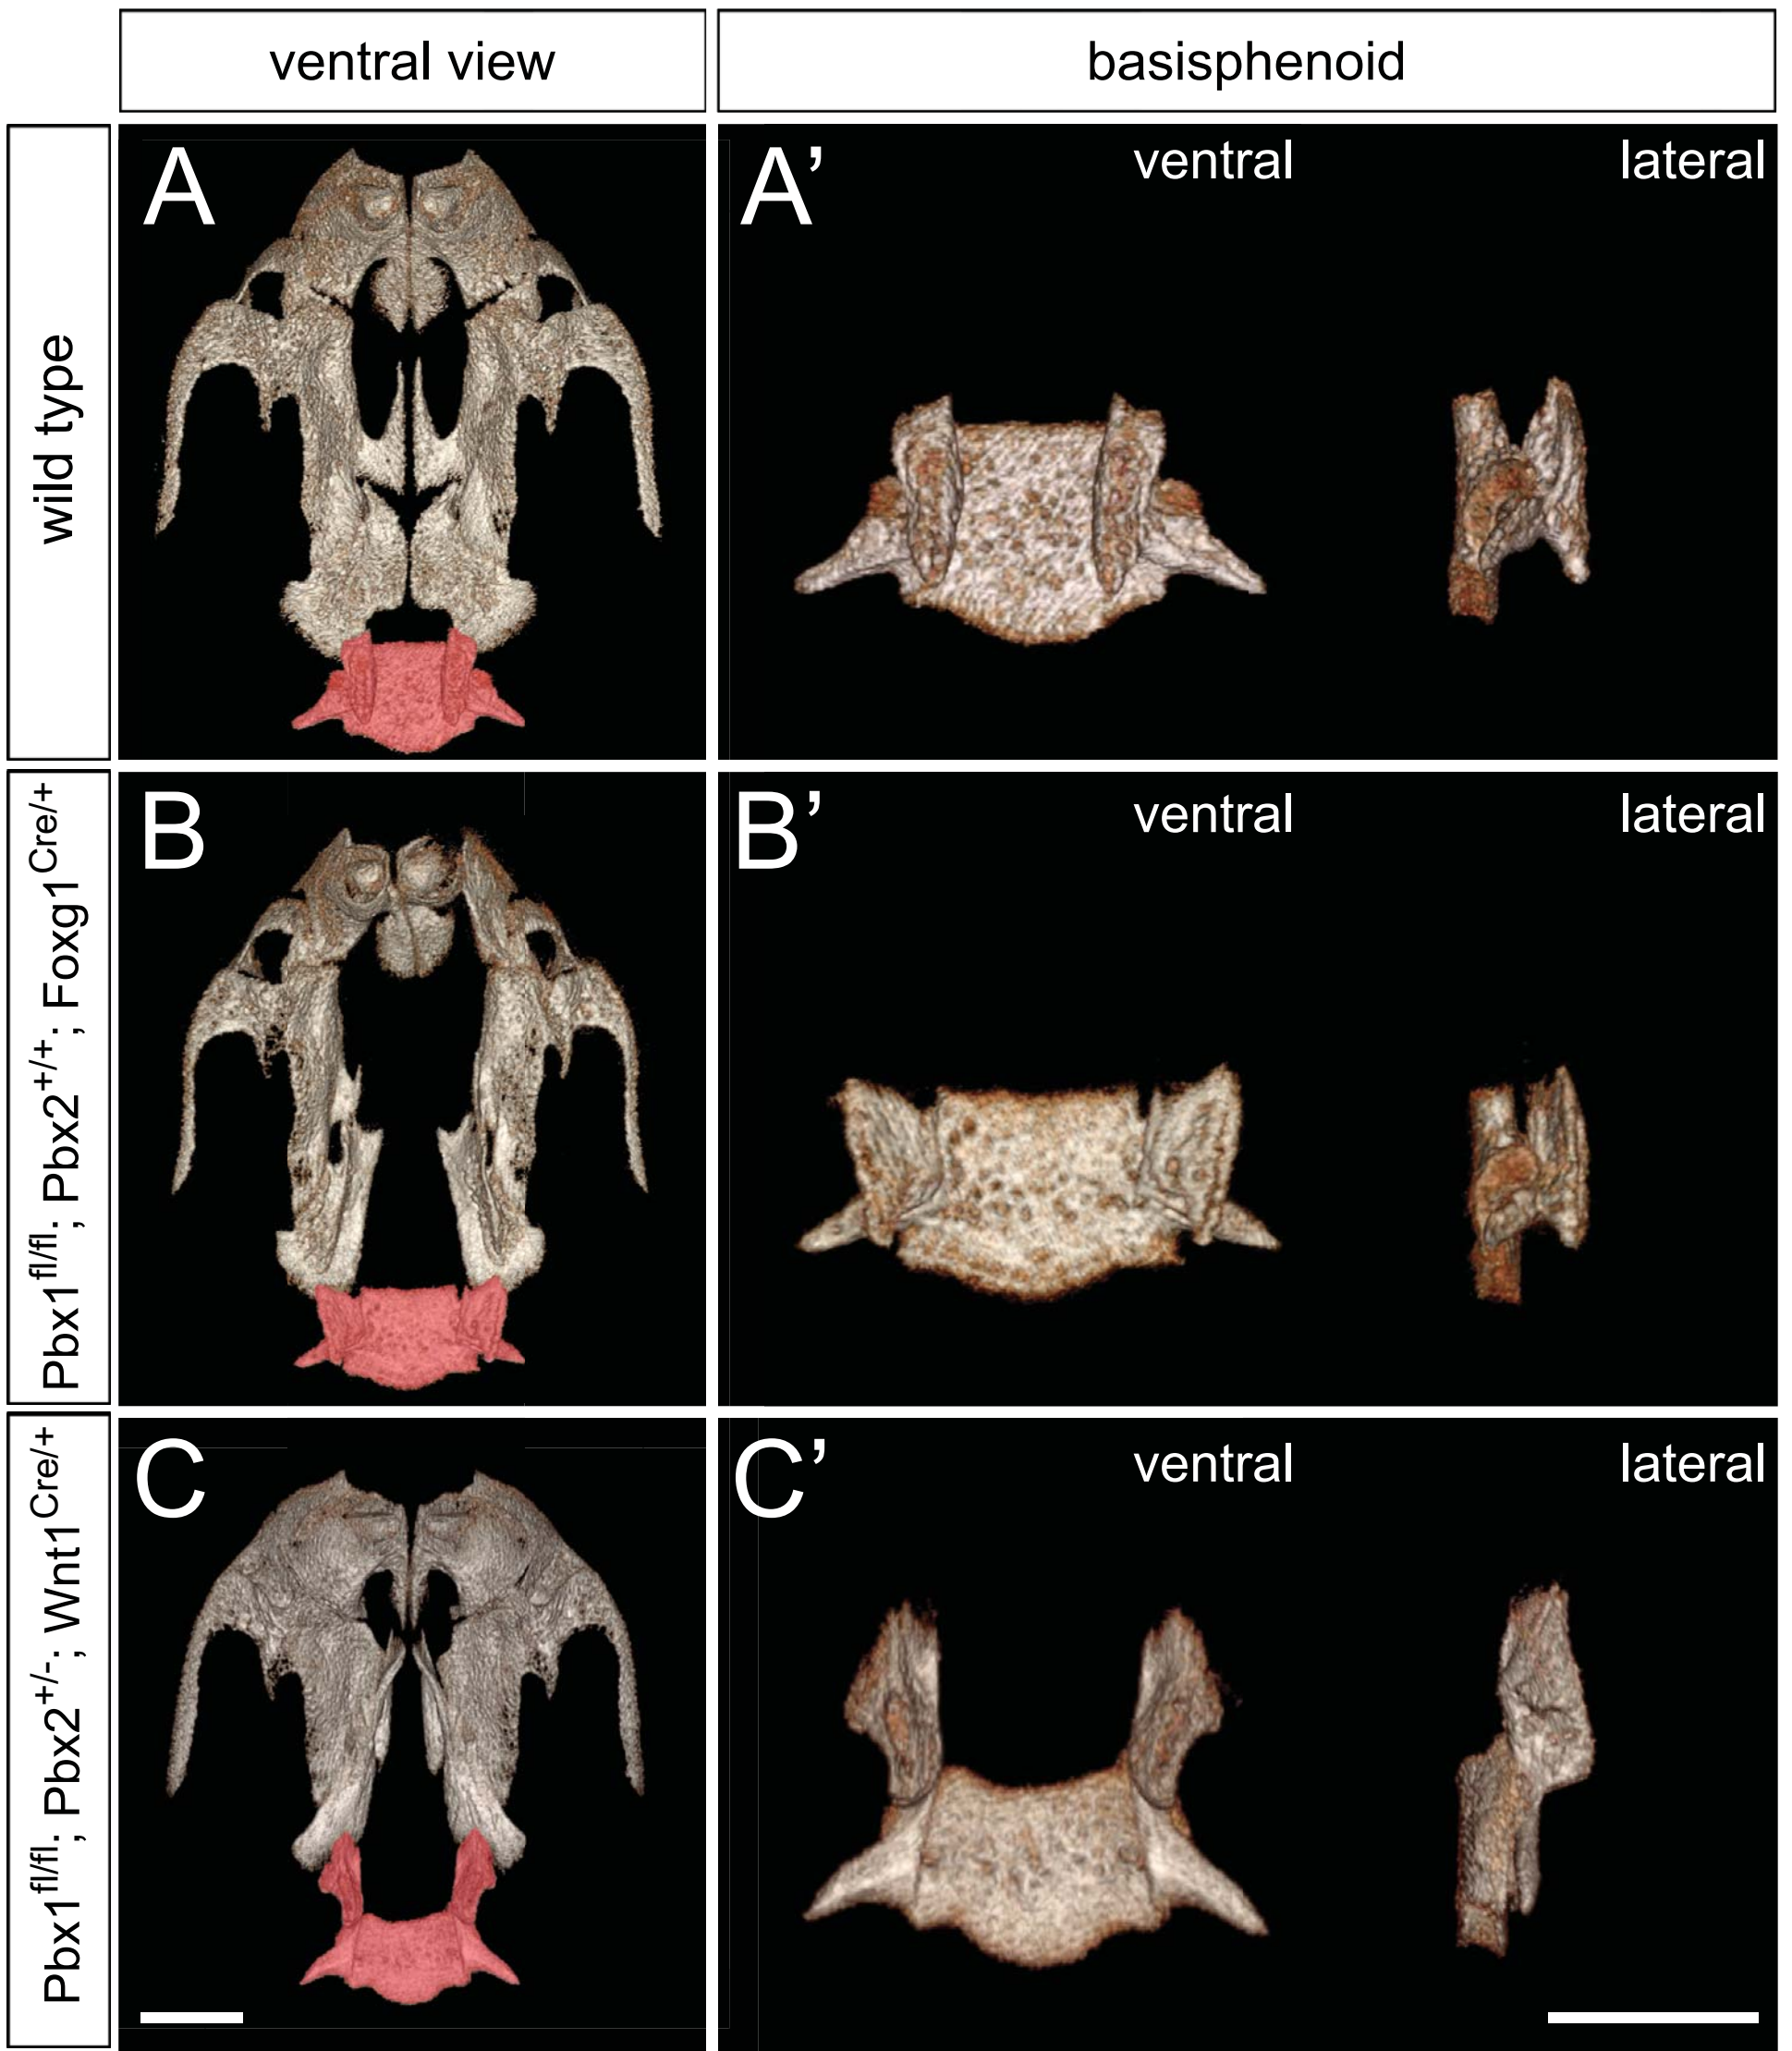 ventral view
basisphenoid
wild type
A
A’
ventral
lateral
Pbx1fl/fl; Pbx2+/+; Foxg1Cre/+
B
B’
ventral
lateral
Pbx1fl/fl; Pbx2+/-; Wnt1Cre/+
C
C’
ventral
lateral